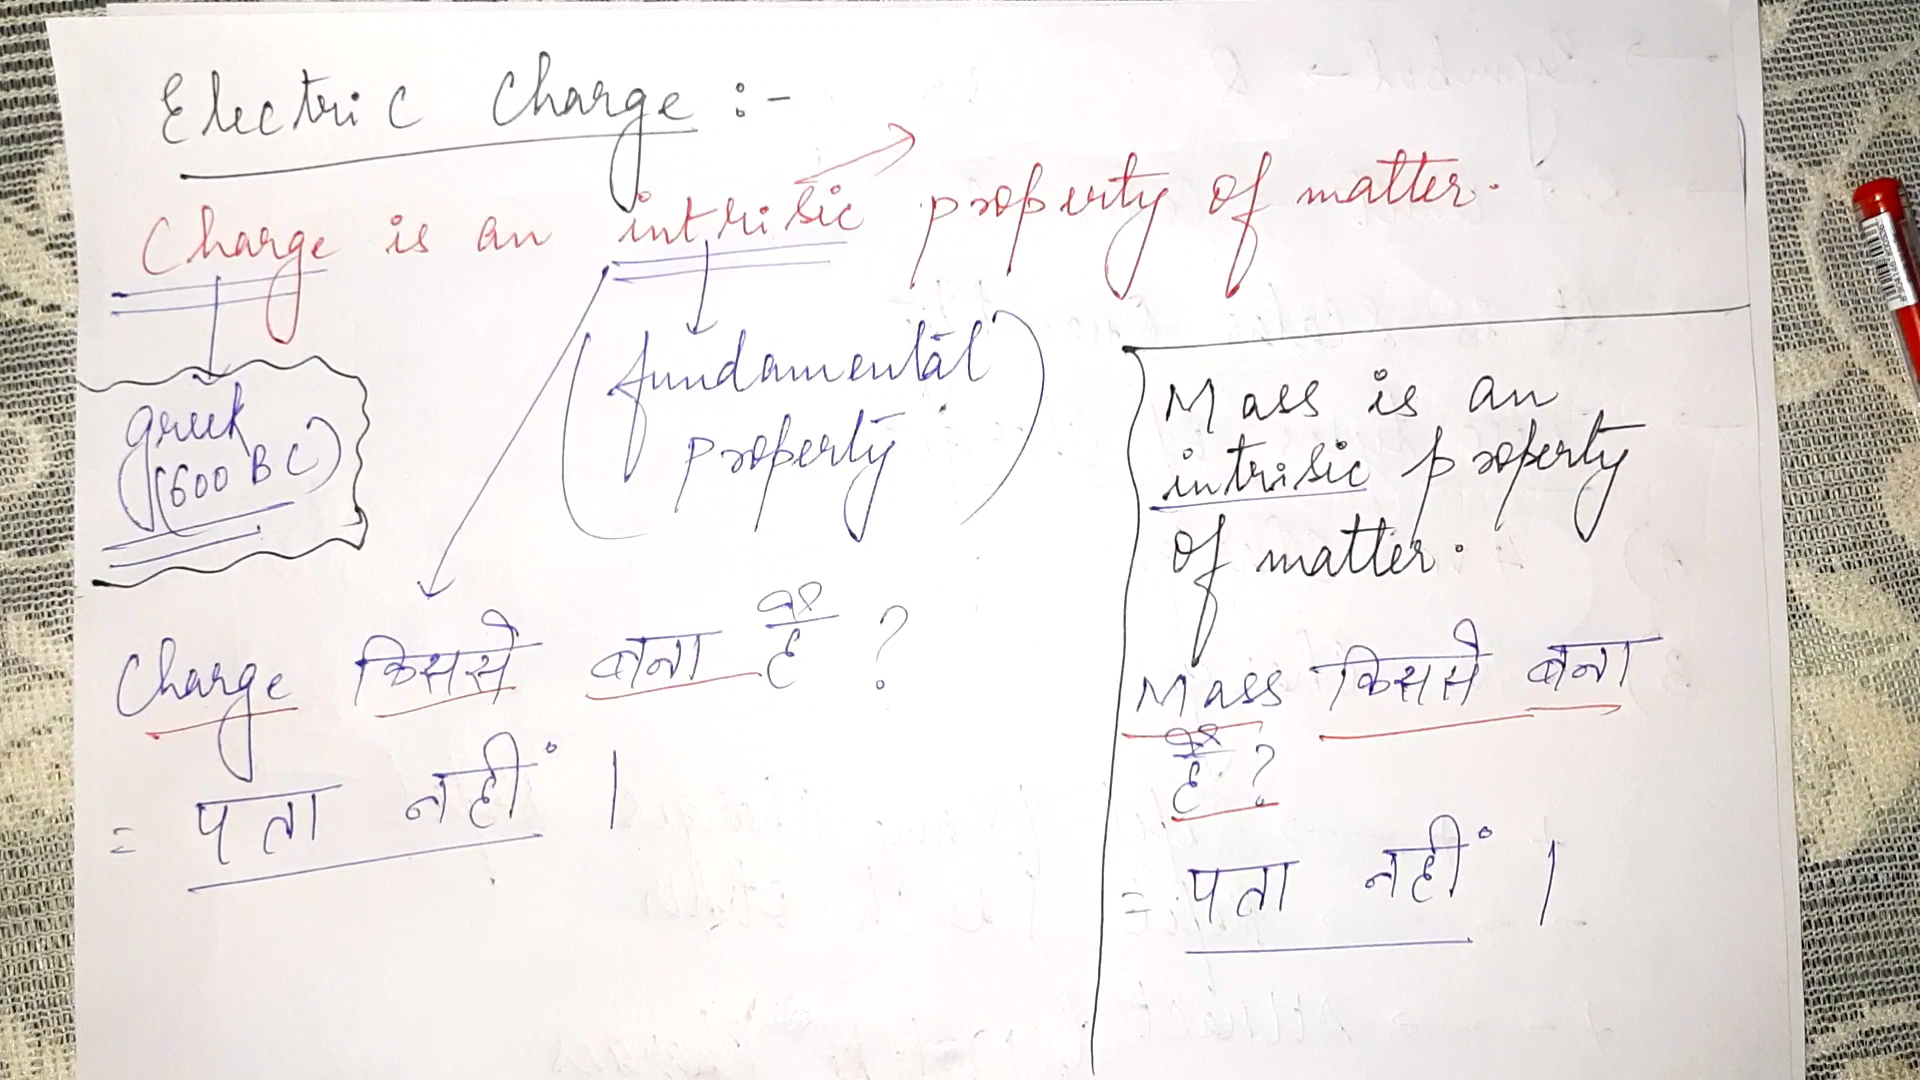 Electric Charge :-
Charge is an intrisic property of matter.
(fundamental
property)
greek
(600 BC)
Charge किससे बना है ?
= पता नहीं ।
Mass is an
intrisic property
of matter.
Mass किससे बना
है ?
= पता नहीं ।